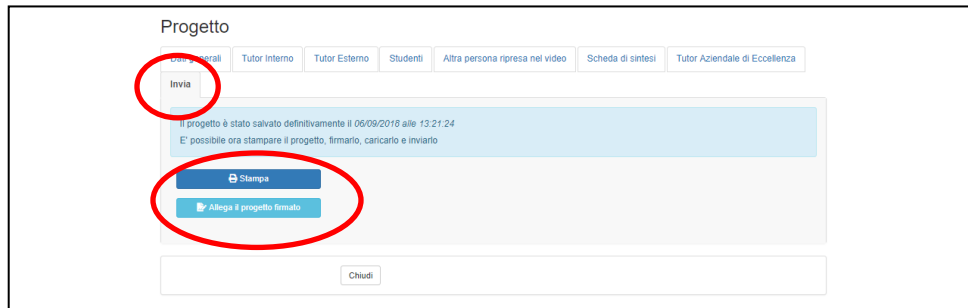 Progetto
Dati generali Tutor Interno Tutor Esterno Studenti Altra persona ripresa nel video Scheda di sintesi Tutor Aziendale di Eccellenza
Invia
Il progetto è stato salvato definitivamente il 06/09/2018 alle 13:21:24
E' possibile ora stampare il progetto, firmarlo, caricarlo e inviarlo
Stampa
Allega il progetto firmato
Chiudi